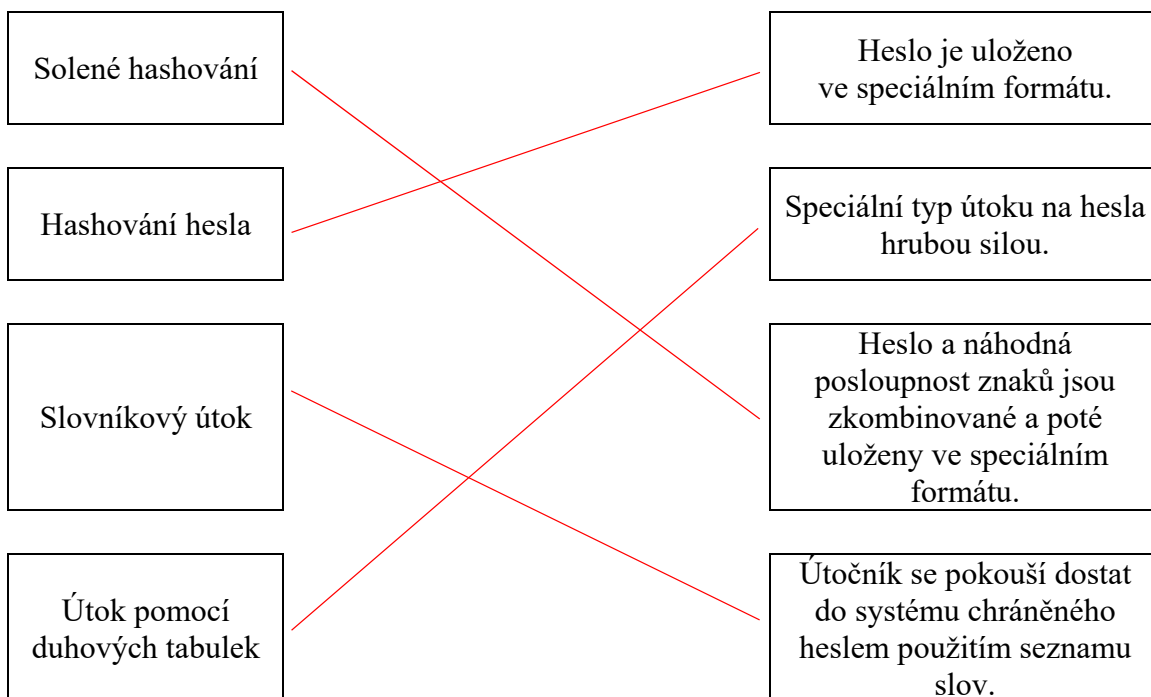 Solené hashování
Heslo je uloženo
ve speciálním formátu.
Hashování hesla
Speciální typ útoku na hesla
hrubou silou.
Slovníkový útok
Heslo a náhodná
posloupnost znaků jsou
zkombinované a poté
uloženy ve speciálním
formátu.
Útok pomocí
duhových tabulek
Útočník se pokouší dostat
do systému chráněného
heslem použitím seznamu
slov.